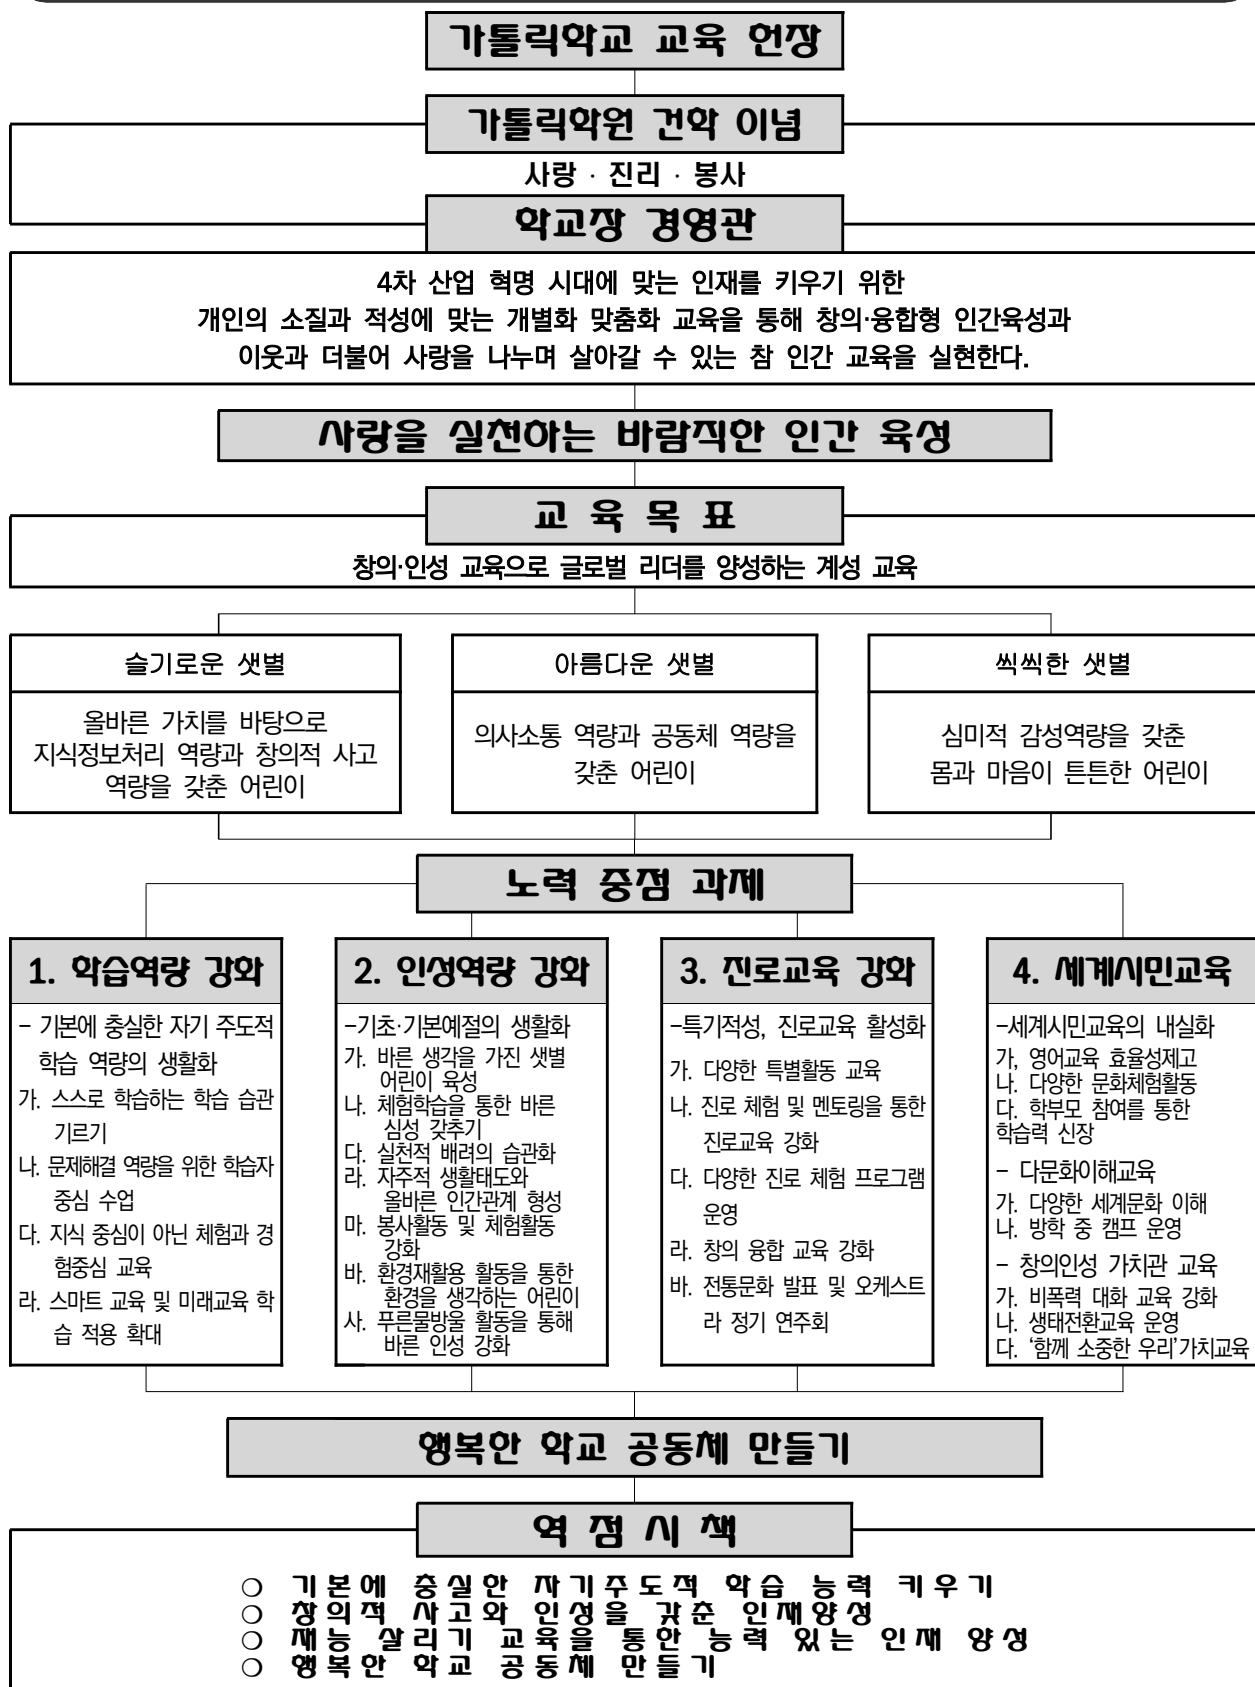 가톨릭학교 교육 헌장
가톨릭학원 건학 이념
사랑 · 진리 · 봉사
학교장 경영관
4차 산업 혁명 시대에 맞는 인재를 키우기 위한
개인의 소질과 적성에 맞는 개별화 맞춤화 교육을 통해 창의·융합형 인간육성과
이웃과 더불어 사랑을 나누며 살아갈 수 있는 참 인간 교육을 실현한다.
사랑을 실천하는 바람직한 인간 육성
교 육 목 표
창의·인성 교육으로 글로벌 리더를 양성하는 계성 교육
슬기로운 샛별
올바른 가치를 바탕으로
지식정보처리 역량과 창의적 사고
역량을 갖춘 어린이
아름다운 샛별
의사소통 역량과 공동체 역량을
갖춘 어린이
씩씩한 샛별
심미적 감성역량을 갖춘
몸과 마음이 튼튼한 어린이
노력 중점 과제
1. 학습역량 강화
- 기본에 충실한 자기 주도적
학습 역량의 생활화
가. 스스로 학습하는 학습 습관
기르기
나. 문제해결 역량을 위한 학습자
중심 수업
다. 지식 중심이 아닌 체험과 경
험중심 교육
라. 스마트 교육 및 미래교육 학
습 적용 확대
2. 인성역량 강화
-기초·기본예절의 생활화
가. 바른 생각을 가진 샛별
어린이 육성
나. 체험학습을 통한 바른
심성 갖추기
다. 실천적 배려의 습관화
라. 자주적 생활태도와
올바른 인간관계 형성
마. 봉사활동 및 체험활동
강화
바. 환경재활용 활동을 통한
환경을 생각하는 어린이
사. 푸른물방울 활동을 통해
바른 인성 강화
3. 진로교육 강화
-특기적성, 진로교육 활성화
가. 다양한 특별활동 교육
나. 진로 체험 및 멘토링을 통한
진로교육 강화
다. 다양한 진로 체험 프로그램
운영
라. 창의 융합 교육 강화
바. 전통문화 발표 및 오케스트
라 정기 연주회
4. 세계시민교육
-세계시민교육의 내실화
가, 영어교육 효율성제고
나. 다양한 문화체험활동
다. 학부모 참여를 통한
학습력 신장
- 다문화이해교육
가. 다양한 세계문화 이해
나. 방학 중 캠프 운영
- 창의인성 가치관 교육
가. 비폭력 대화 교육 강화
나. 생태전환교육 운영
다. '함께 소중한 우리'가치교육
행복한 학교 공동체 만들기
역 점 시 책
○ 기본에 충실한 자기주도적 학습 능력 키우기
○ 창의적 사고와 인성을 갖춘 인재양성
○ 재능 살리기 교육을 통한 능력 있는 인재 양성
○ 행복한 학교 공동체 만들기